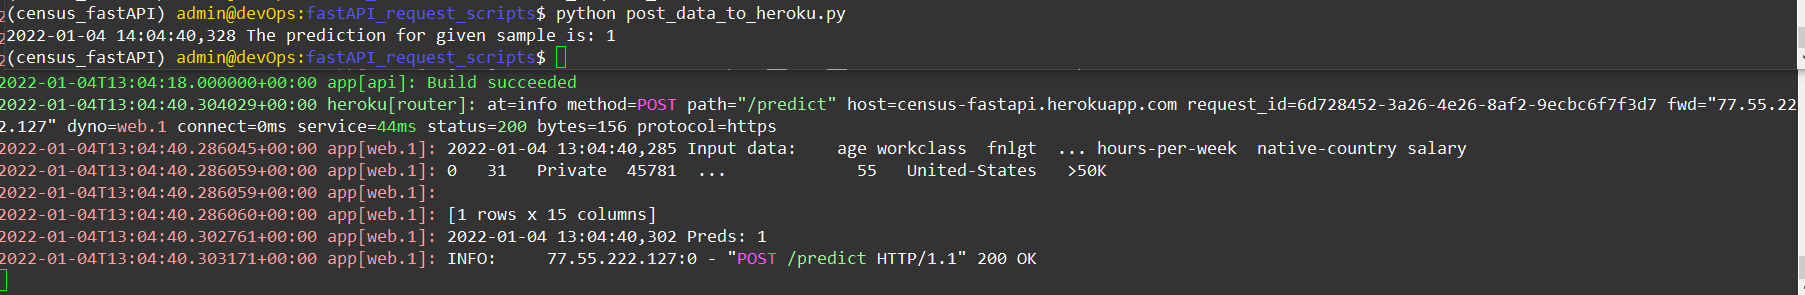 (census_fastAPI) admin@devOps:fastAPI_request_scripts$ python post_data_to_heroku.py
2022-01-04 14:04:40,328 The prediction for given sample is: 1
(census_fastAPI) admin@devOps:fastAPI_request_scripts$
2022-01-04T13:04:18.000000+00:00 app[api]: Build succeeded
2022-01-04T13:04:40.304029+00:00 heroku[router]: at=info method=POST path="/predict" host=census-fastapi.herokuapp.com request_id=6d728452-3a26-4e26-8af2-9ecbc6f7f3d7 fwd="77.55.22
2.127" dyno=web.1 connect=0ms service=44ms status=200 bytes=156 protocol=https
2022-01-04T13:04:40.286045+00:00 app[web.1]: 2022-01-04 13:04:40,285 Input data:    age workclass  fnlgt  ... hours-per-week  native-country salary
2022-01-04T13:04:40.286059+00:00 app[web.1]: 0   31   Private  45781  ...             55   United-States   >50K
2022-01-04T13:04:40.286059+00:00 app[web.1]:
2022-01-04T13:04:40.286060+00:00 app[web.1]: [1 rows x 15 columns]
2022-01-04T13:04:40.302761+00:00 app[web.1]: 2022-01-04 13:04:40,302 Preds: 1
2022-01-04T13:04:40.303171+00:00 app[web.1]: INFO:     77.55.222.127:0 - "POST /predict HTTP/1.1" 200 OK